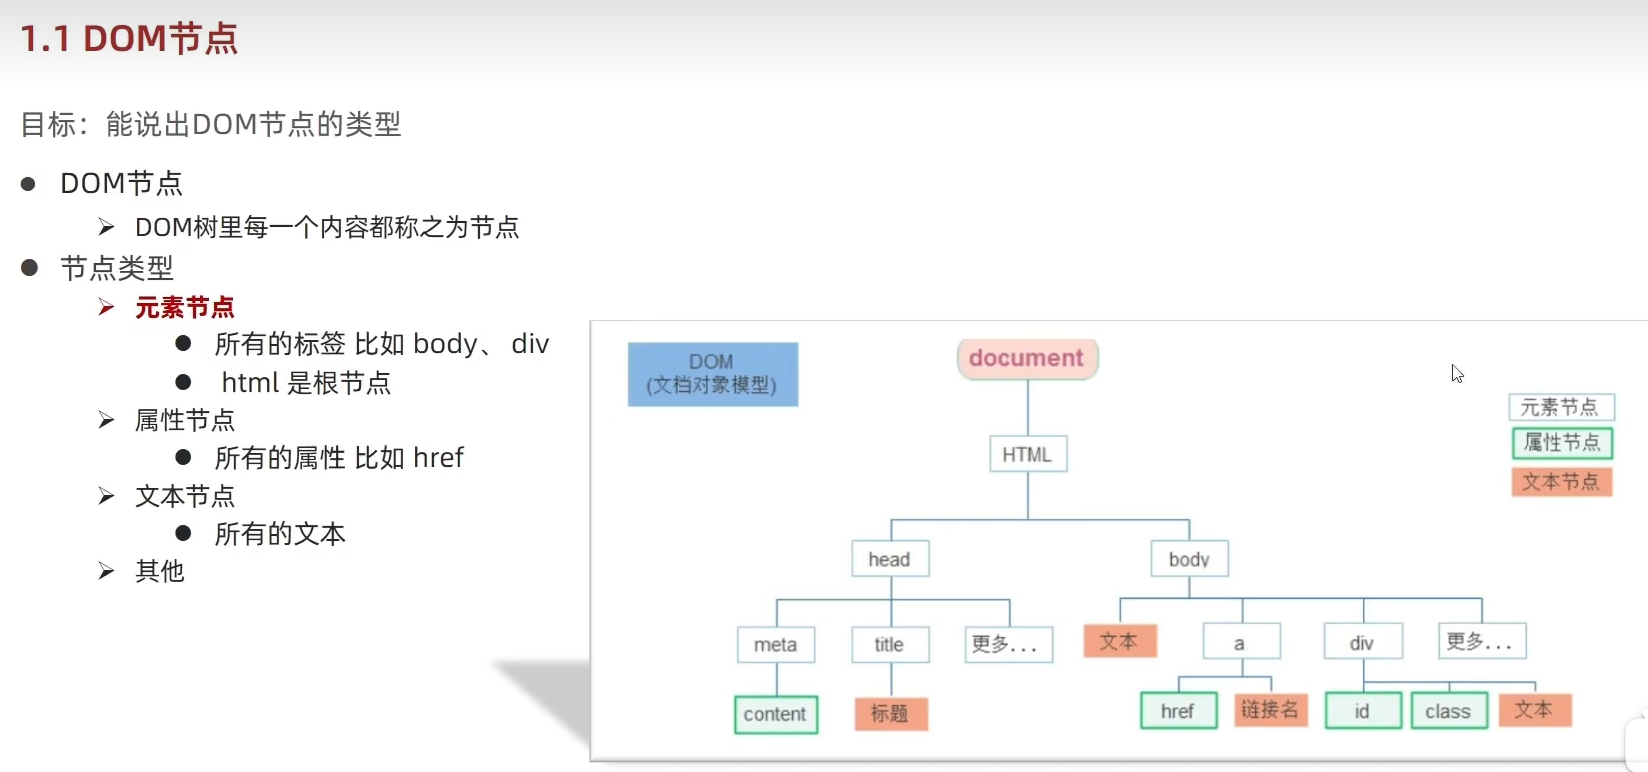 1.1 DOM节点
目标：能说出DOM节点的类型
DOM节点
DOM树里每一个内容都称之为节点
节点类型
元素节点
所有的标签 比如 body、 div
html 是根节点
属性节点
所有的属性 比如 href
文本节点
所有的文本
其他
DOM
(文档对象模型)
document
元素节点
属性节点
文本节点
HTML
head
body
meta
title
更多...
文本
a
div
更多...
content
标题
href
链接名
id
class
文本